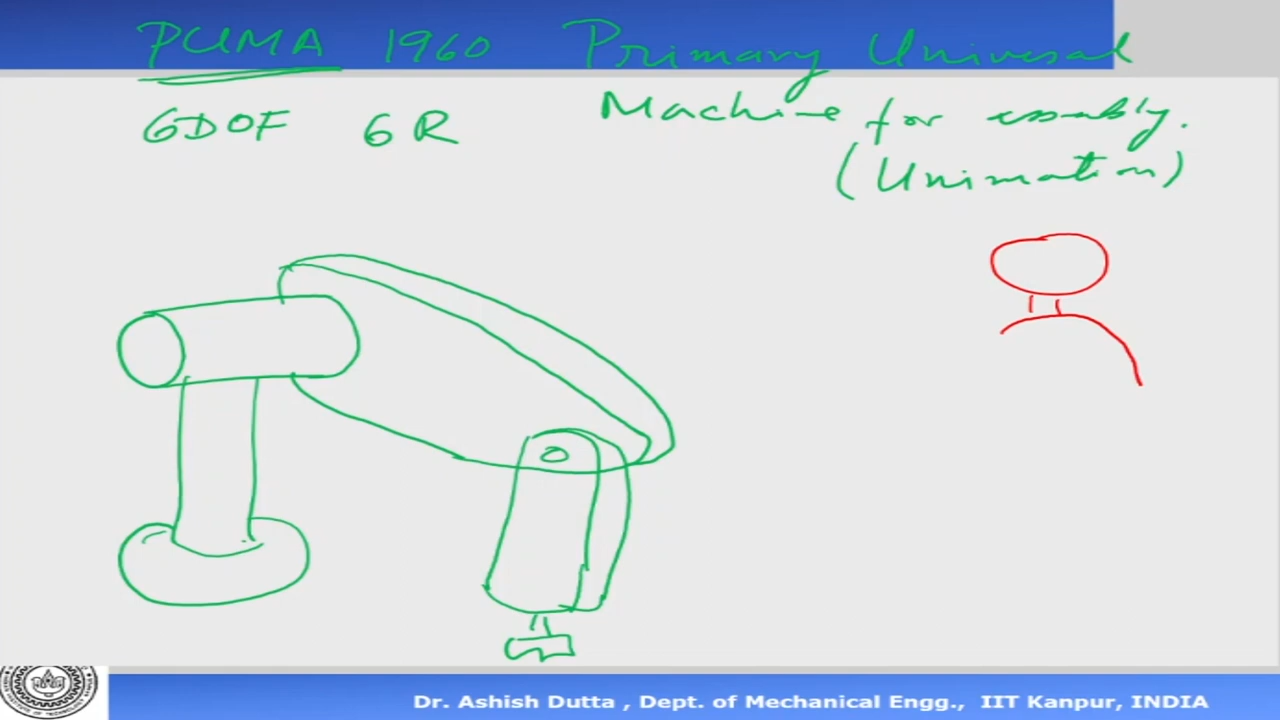 PUMA 1960 Primary Univesal
6DOF 6R Machine for assembly.
(Unimation)
Dr. Ashish Dutta , Dept. of Mechanical Engg., IIT Kanpur, INDIA